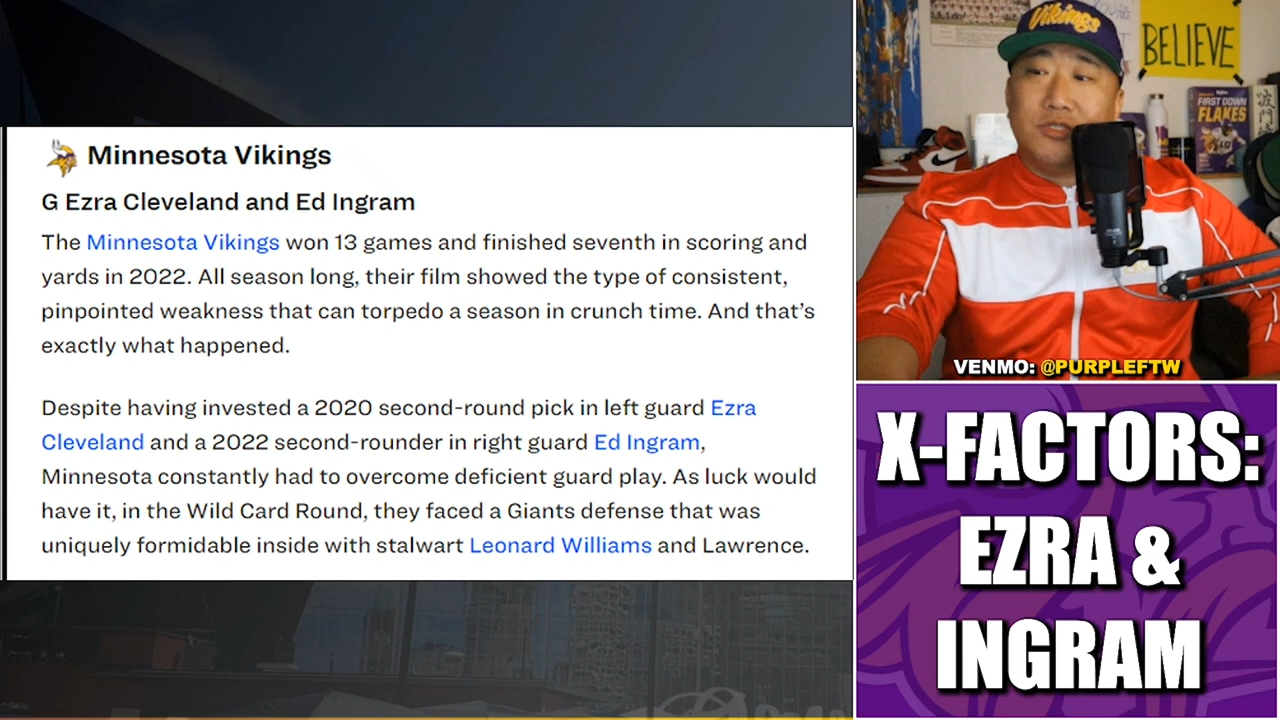 Minnesota Vikings
G Ezra Cleveland and Ed Ingram
The Minnesota Vikings won 13 games and finished seventh in scoring and
yards in 2022. All season long, their film showed the type of consistent,
pinpointed weakness that can torpedo a season in crunch time. And that's
exactly what happened.
Despite having invested a 2020 second-round pick in left guard Ezra
Cleveland and a 2022 second-rounder in right guard Ed Ingram,
Minnesota constantly had to overcome deficient guard play. As luck would
have it, in the Wild Card Round, they faced a Giants defense that was
uniquely formidable inside with stalwart Leonard Williams and Lawrence.
Vikings
BELIEVE
FIRST DOWN
FLAKES
VENMO: @PURPLEFTW
X-FACTORS:
EZRA &
INGRAM